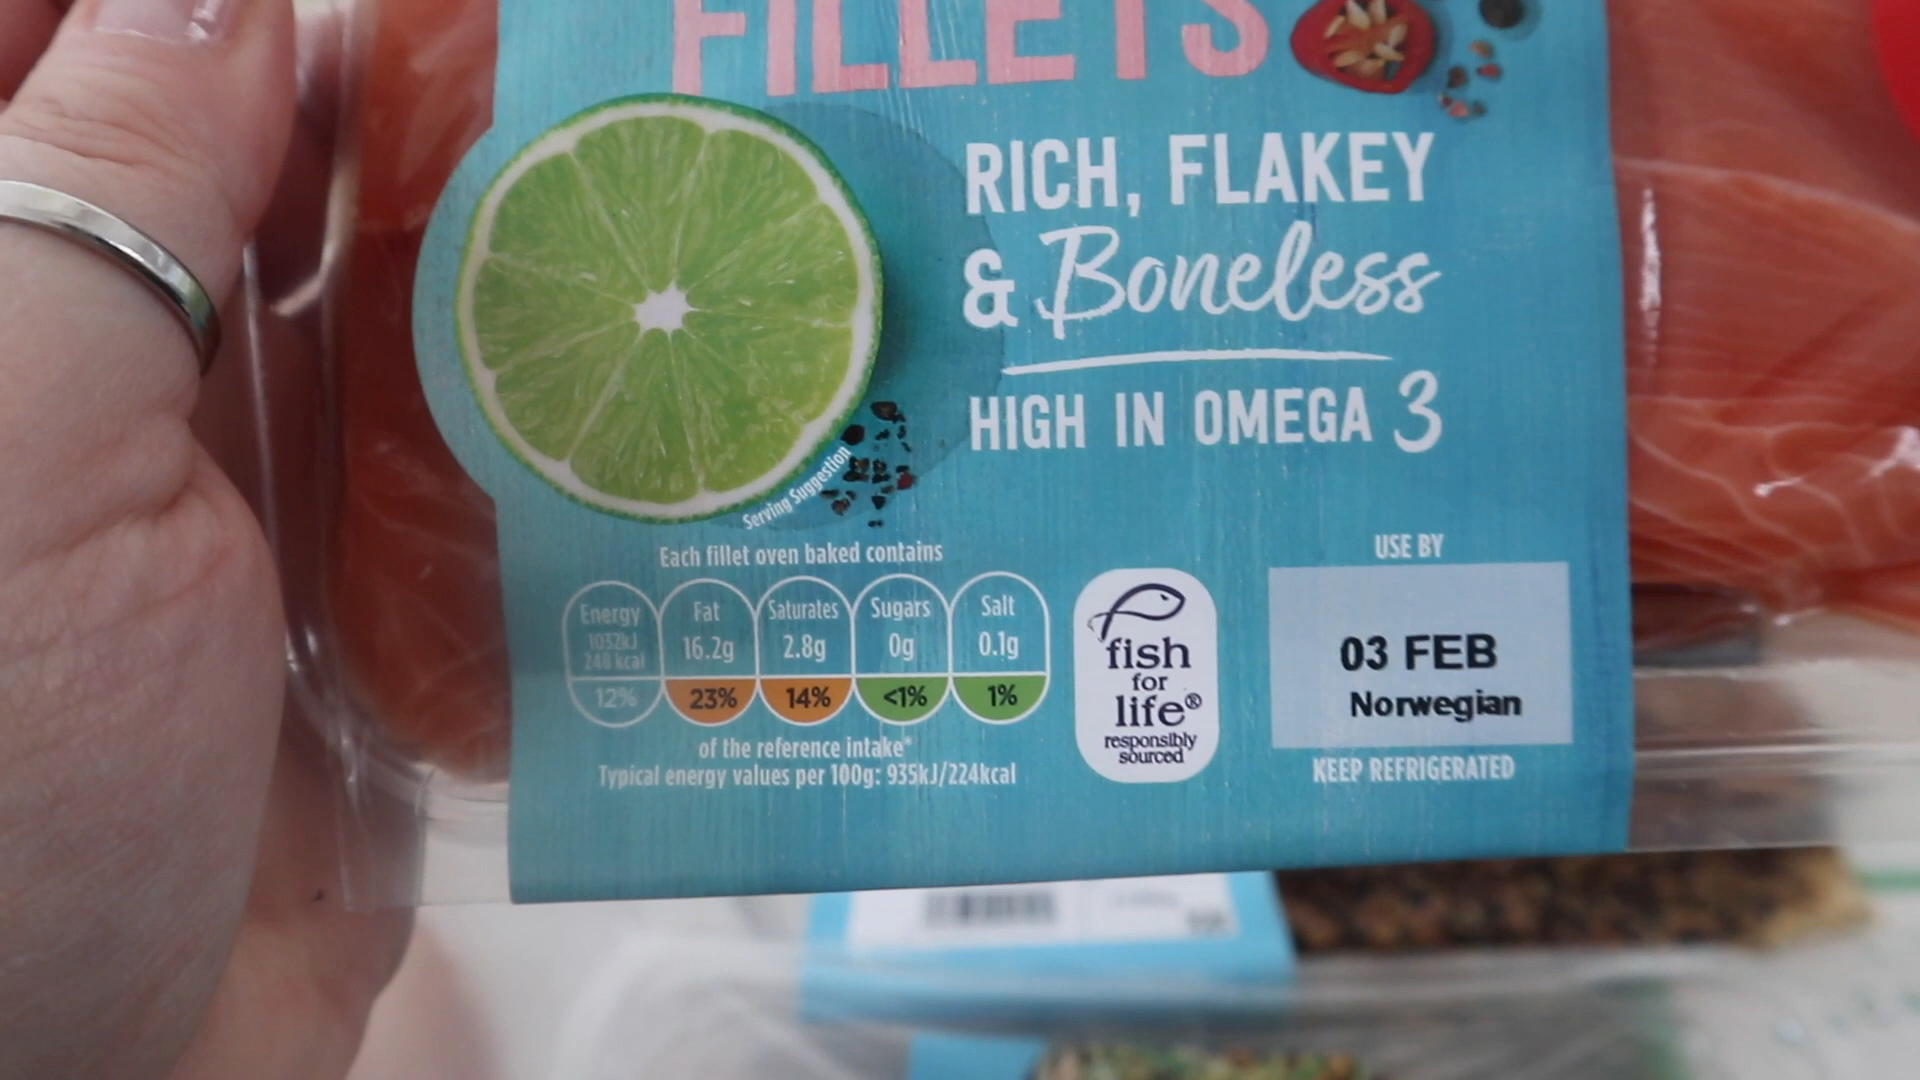 FILLETS
RICH, FLAKEY
& Boneless
HIGH IN OMEGA 3
Serving Suggestion
Each fillet oven baked contains
Energy
1032kJ
248 kcal
12%
Fat
16.2g
23%
Saturates
2.8g
14%
Sugars
0g
<1%
Salt
0.1g
1%
of the reference intake*
Typical energy values per 100g: 935kJ/224kcal
fish
for
life®
responsibly
sourced
USE BY
03 FEB
Norwegian
KEEP REFRIGERATED